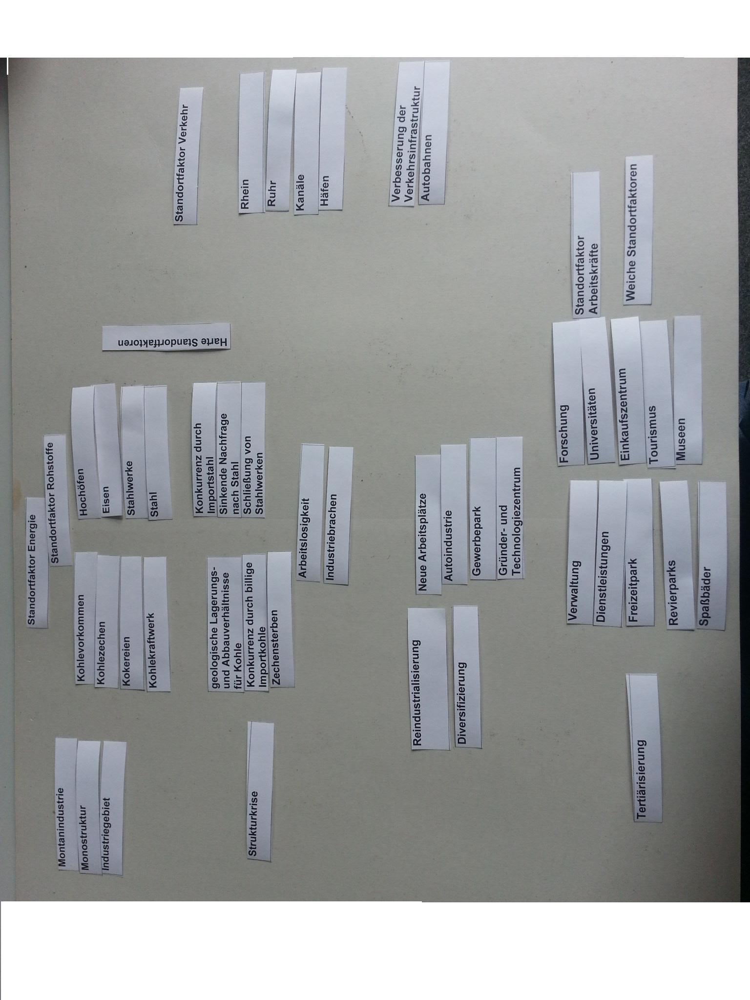 Montanindustrie
Monostruktur
Industriegebiet
Standortfaktor Energie
Standortfaktor Rohstoffe
Kohlevorkommen
Kohlezechen
Kokereien
Kohlekraftwerk
Hochöfen
Eisen
Stahlwerke
Stahl
Harte Standortfaktoren
Standortfaktor Verkehr
Rhein
Ruhr
Kanäle
Häfen
Strukturkrise
geologische Lagerungs-
und Abbauverhältnisse
für Kohle
Konkurrenz durch billige
Importkohle
Zechensterben
Konkurrenz durch
Importstahl
Sinkende Nachfrage
nach Stahl
Schließung von
Stahlwerken
Arbeitslosigkeit
Industriebrachen
Verbesserung der
Verkehrsinfrastruktur
Autobahnen
Reindustrialisierung
Diversifizierung
Neue Arbeitsplätze
Autoindustrie
Gewerbepark
Gründer- und
Technologiezentrum
Tertiärisierung
Verwaltung
Dienstleistungen
Freizeitpark
Revierparks
Spaßbäder
Forschung
Universitäten
Einkaufszentrum
Tourismus
Museen
Standortfaktor
Arbeitskräfte
Weiche Standortfaktoren